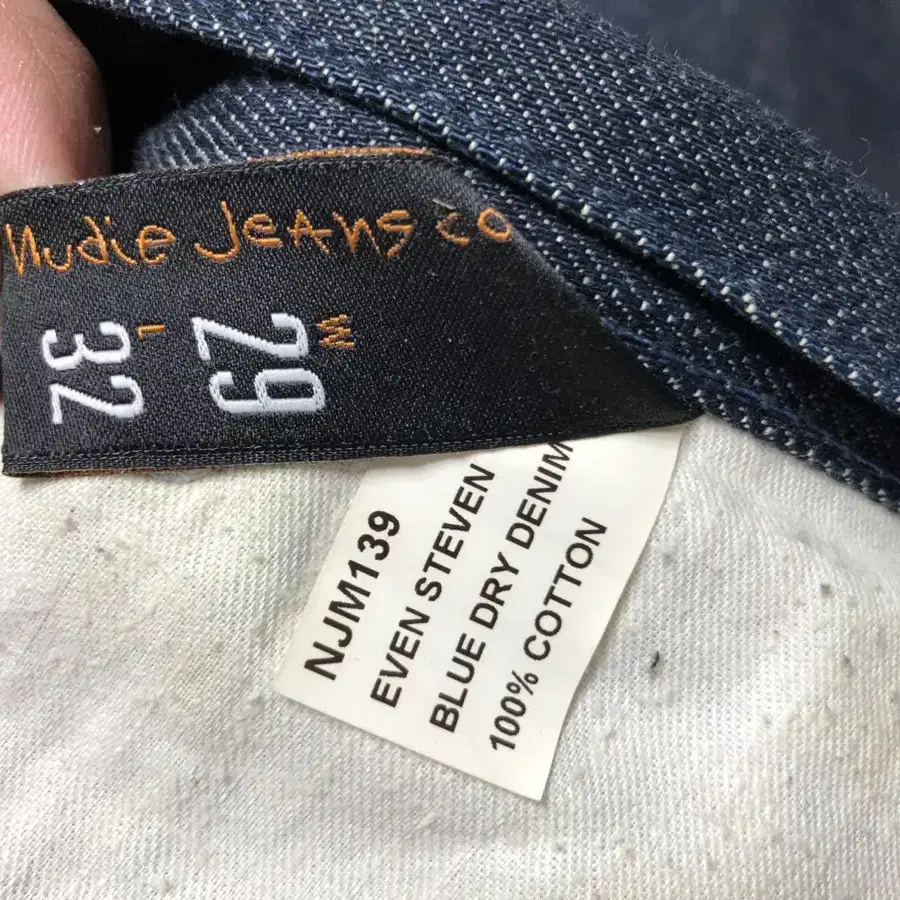 Nudie Jeans co
W
29
L
32
NJM139
EVEN STEVEN
BLUE DRY DENIM
100% COTTON